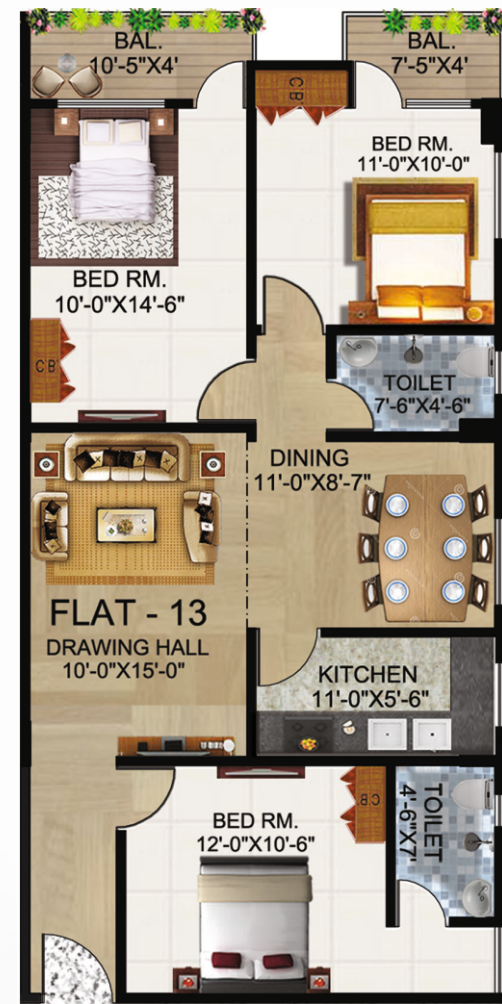 BAL.
10'-5"X4'
BAL.
7'-5"X4'
CB
BED RM.
11'-0"X10'-0"
BED RM.
10'-0"X14'-6"
CB
TOILET
7'-6"X4'-6"
DINING
11'-0"X8'-7"
FLAT - 13
DRAWING HALL
10'-0"X15'-0"
KITCHEN
11'-0"X5'-6"
CB
BED RM.
12'-0"X10'-6"
TOILET
4'-6"X7'